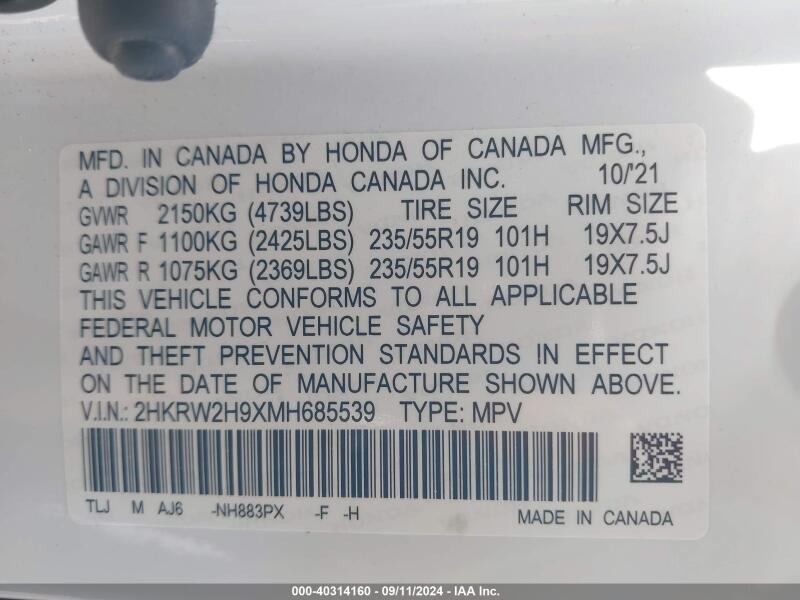 MFD. IN CANADA BY HONDA OF CANADA MFG.,
A DIVISION OF HONDA CANADA INC. 10/'21
GVWR 2150KG (4739LBS) TIRE SIZE RIM SIZE
GAWR F 1100KG (2425LBS) 235/55R19 101H 19X7.5J
GAWR R 1075KG (2369LBS) 235/55R19 101H 19X7.5J
THIS VEHICLE CONFORMS TO ALL APPLICABLE
FEDERAL MOTOR VEHICLE SAFETY
AND THEFT PREVENTION STANDARDS IN EFFECT
ON THE DATE OF MANUFACTURE SHOWN ABOVE.
V.I.N.: 2HKRW2H9XMH685539 TYPE: MPV
TLJ M AJ6 -NH883PX -F -H
MADE IN CANADA
000-40314160 - 09/11/2024 - IAA Inc.